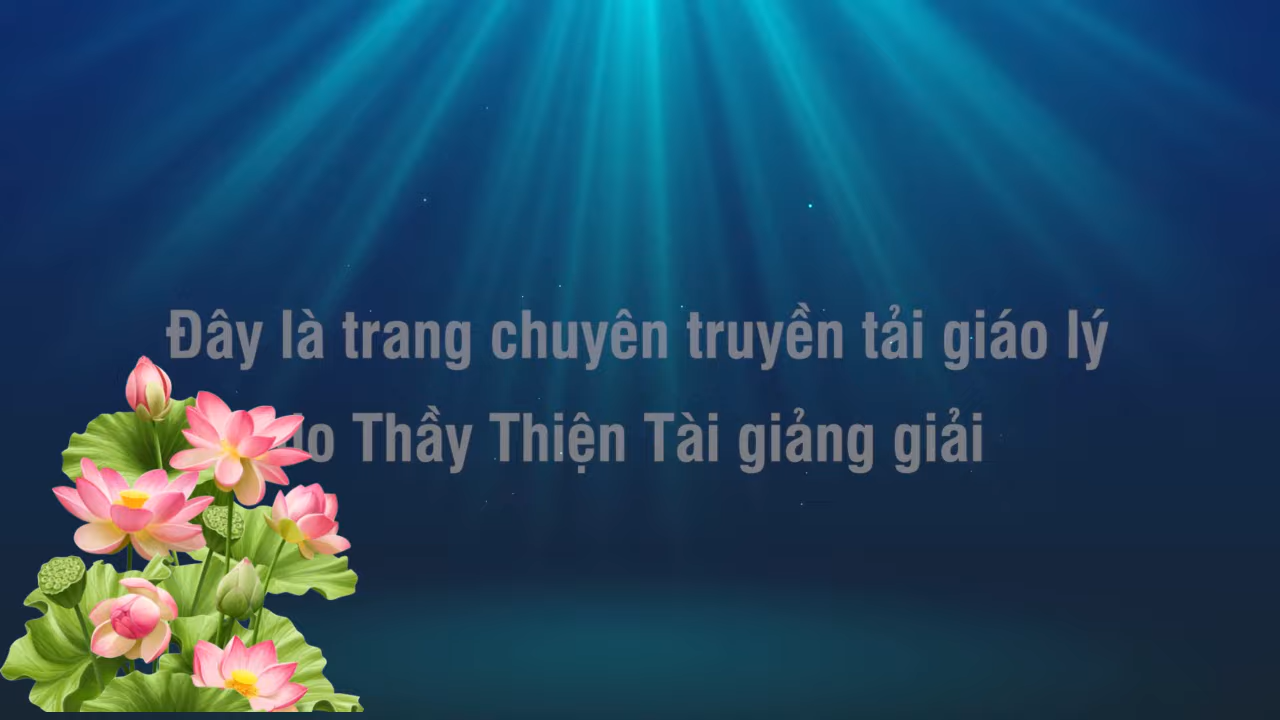 Đây là trang chuyên truyền tải giáo lý
Thầy Thiện Tài giảng giải